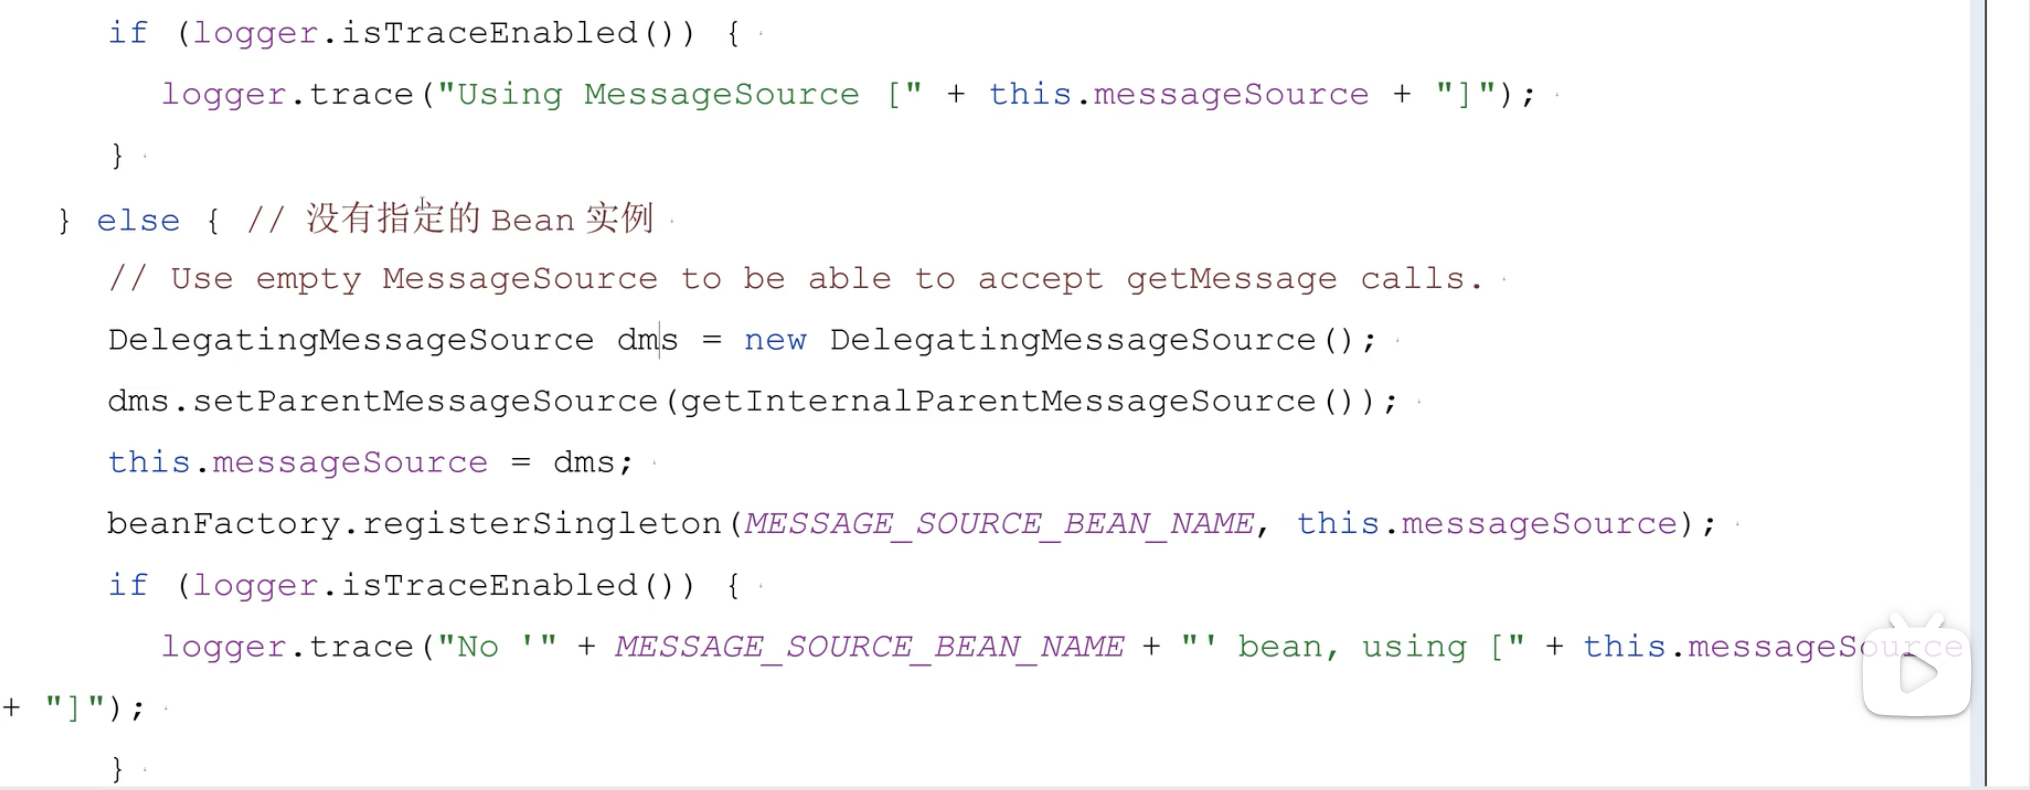 if (logger.isTraceEnabled()) {
logger.trace("Using MessageSource [" + this.messageSource + "]");
}
} else { // 没有指定的 Bean 实例
// Use empty MessageSource to be able to accept getMessage calls.
DelegatingMessageSource dms = new DelegatingMessageSource();
dms.setParentMessageSource(getInternalParentMessageSource());
this.messageSource = dms;
beanFactory.registerSingleton(MESSAGE_SOURCE_BEAN_NAME, this.messageSource);
if (logger.isTraceEnabled()) {
logger.trace("No '" + MESSAGE_SOURCE_BEAN_NAME + "' bean, using [" + this.messageSource
+ "]");
}